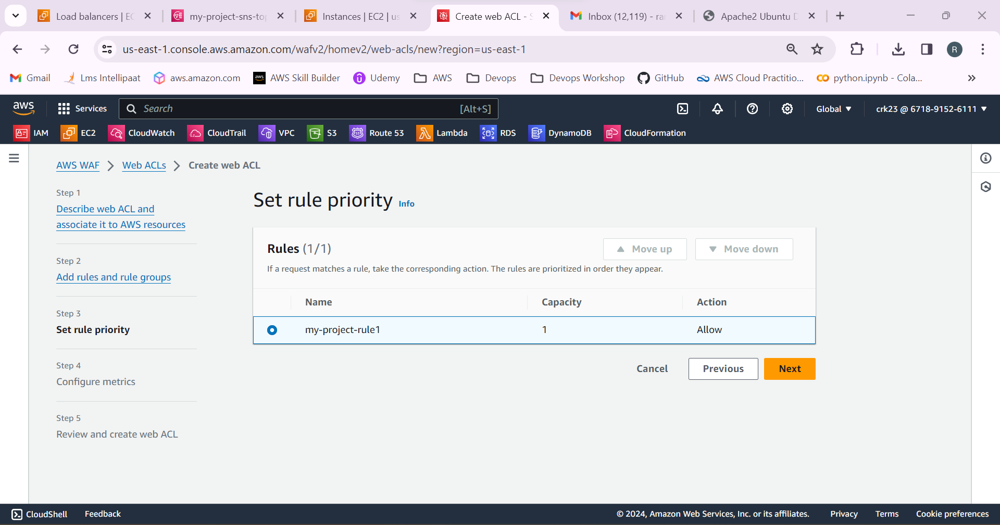 Load balancers | EC
my-project-sns-top
Instances | EC2 | us
Create web ACL - S
Inbox (12,119) - ra
Apache2 Ubuntu D
us-east-1.console.aws.amazon.com/wafv2/homev2/web-acls/new?region=us-east-1
R
Gmail
Lms Intellipaat
aws.amazon.com
aws
AWS Skill Builder
Udemy
AWS
Devops
Devops Workshop
GitHub
AWS Cloud Practitio...
python.ipynb - Cola...
aws
Services
Search
[Alt+S]
Global
crk23 @ 6718-9152-6111
IAM
EC2
CloudWatch
CloudTrail
VPC
S3
Route 53
Lambda
RDS
DynamoDB
CloudFormation
AWS WAF
Web ACLs
Create web ACL
Step 1
Describe web ACL and
associate it to AWS resources
Step 2
Add rules and rule groups
Step 3
Set rule priority
Step 4
Configure metrics
Step 5
Review and create web ACL
Set rule priority Info
Rules (1/1)
Move up
Move down
If a request matches a rule, take the corresponding action. The rules are prioritized in order they appear.
Name
Capacity
Action
my-project-rule1
1
Allow
Cancel
Previous
Next
CloudShell
Feedback
© 2024, Amazon Web Services, Inc. or its affiliates.
Privacy
Terms
Cookie preferences